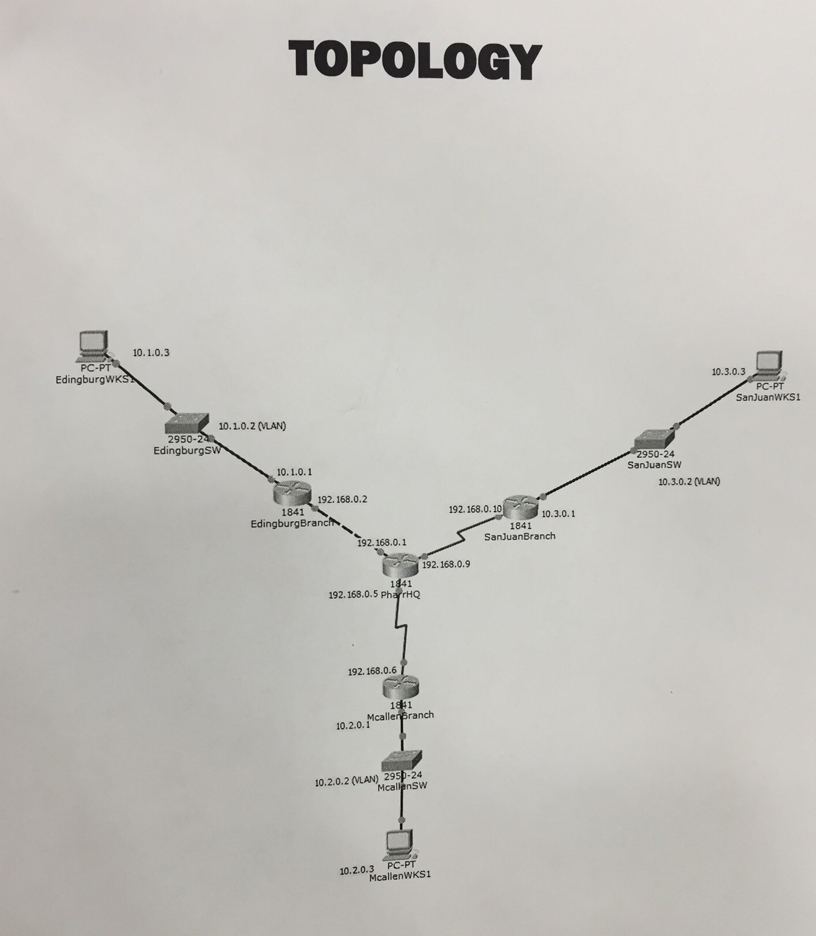 TOPOLOGY
10.1.0.3
PC-PT
EdingburgWKS1
10.3.0.3
PC-PT
SanJuanWKS1
10.1.0.2 (VLAN)
2950-24
EdingburgSW
2950-24
SanJuanSW
10.3.0.2 (VLAN)
10.1.0.1
192.168.0.2
1841
EdingburgBranch
192.168.0.10
10.3.0.1
1841
SanJuanBranch
192.168.0.1
192.168.0.9
1841
192.168.0.5 PharrHQ
192.168.0.6
1841
McallenBranch
10.2.0.1
10.2.0.2 (VLAN)
2950-24
McallenSW
10.2.0.3
PC-PT
McallenWKS1